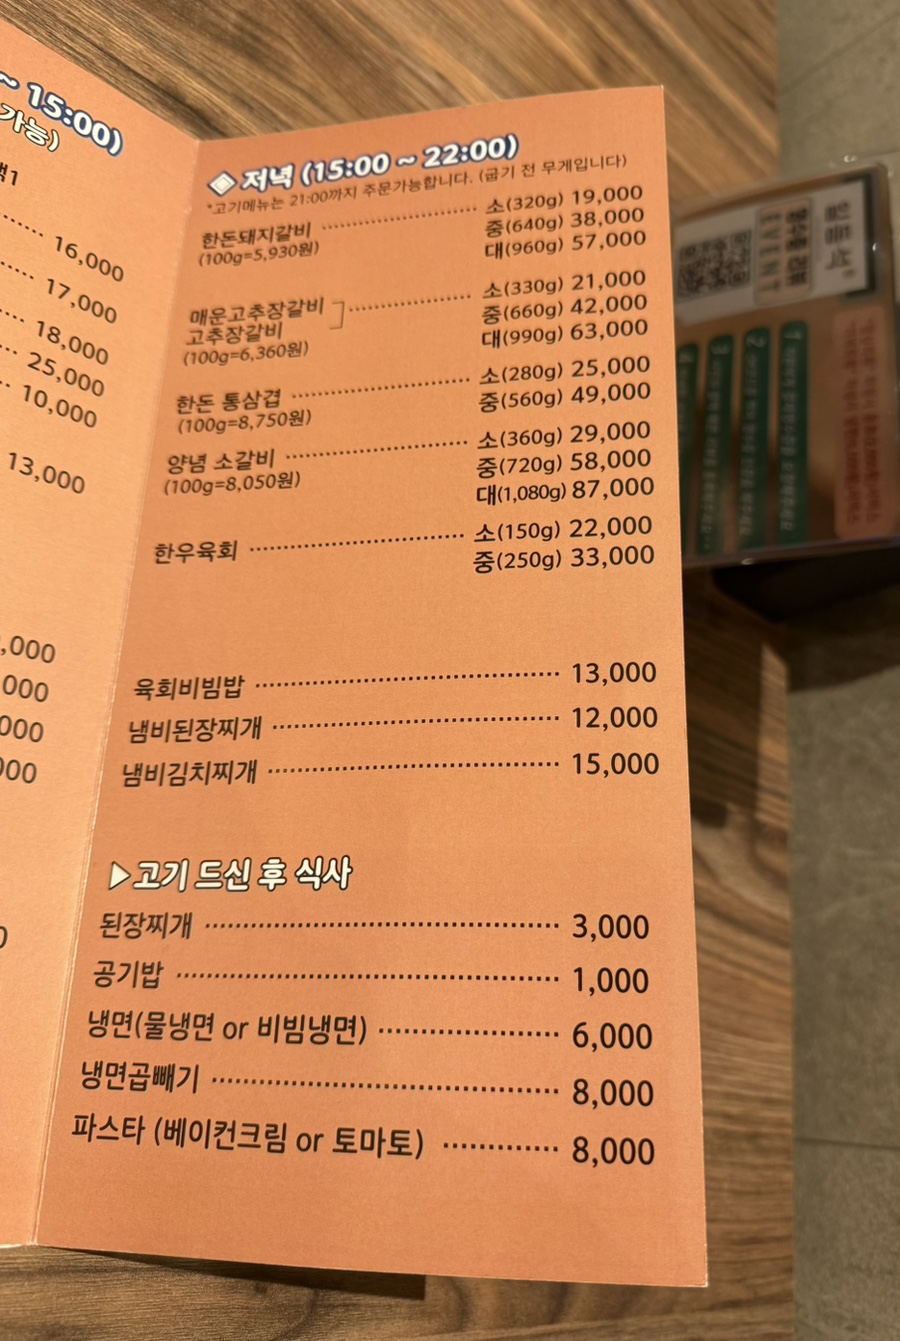 ~ 15:00)
가능)
택1
16,000
17,000
18,000
25,000
10,000
13,000
,000
000
000
000
0
◈ 저녁 (15:00 ~ 22:00)
*고기메뉴는 21:00까지 주문가능합니다. (굽기 전 무게입니다)
한돈돼지갈비 소(320g) 19,000
(100g=5,930원) 중(640g) 38,000
대(960g) 57,000
매운고추장갈비 소(330g) 21,000
고추장갈비 중(660g) 42,000
(100g=6,360원) 대(990g) 63,000
한돈 통삼겹 소(280g) 25,000
(100g=8,750원) 중(560g) 49,000
양념 소갈비 소(360g) 29,000
(100g=8,050원) 중(720g) 58,000
대(1,080g) 87,000
한우육회 소(150g) 22,000
중(250g) 33,000
육회비빔밥 13,000
냄비된장찌개 12,000
냄비김치찌개 15,000
▶고기 드신 후 식사
된장찌개 3,000
공기밥 1,000
냉면(물냉면 or 비빔냉면) 6,000
냉면곱빼기 8,000
파스타 (베이컨크림 or 토마토) 8,000
EVENT
1
2
3